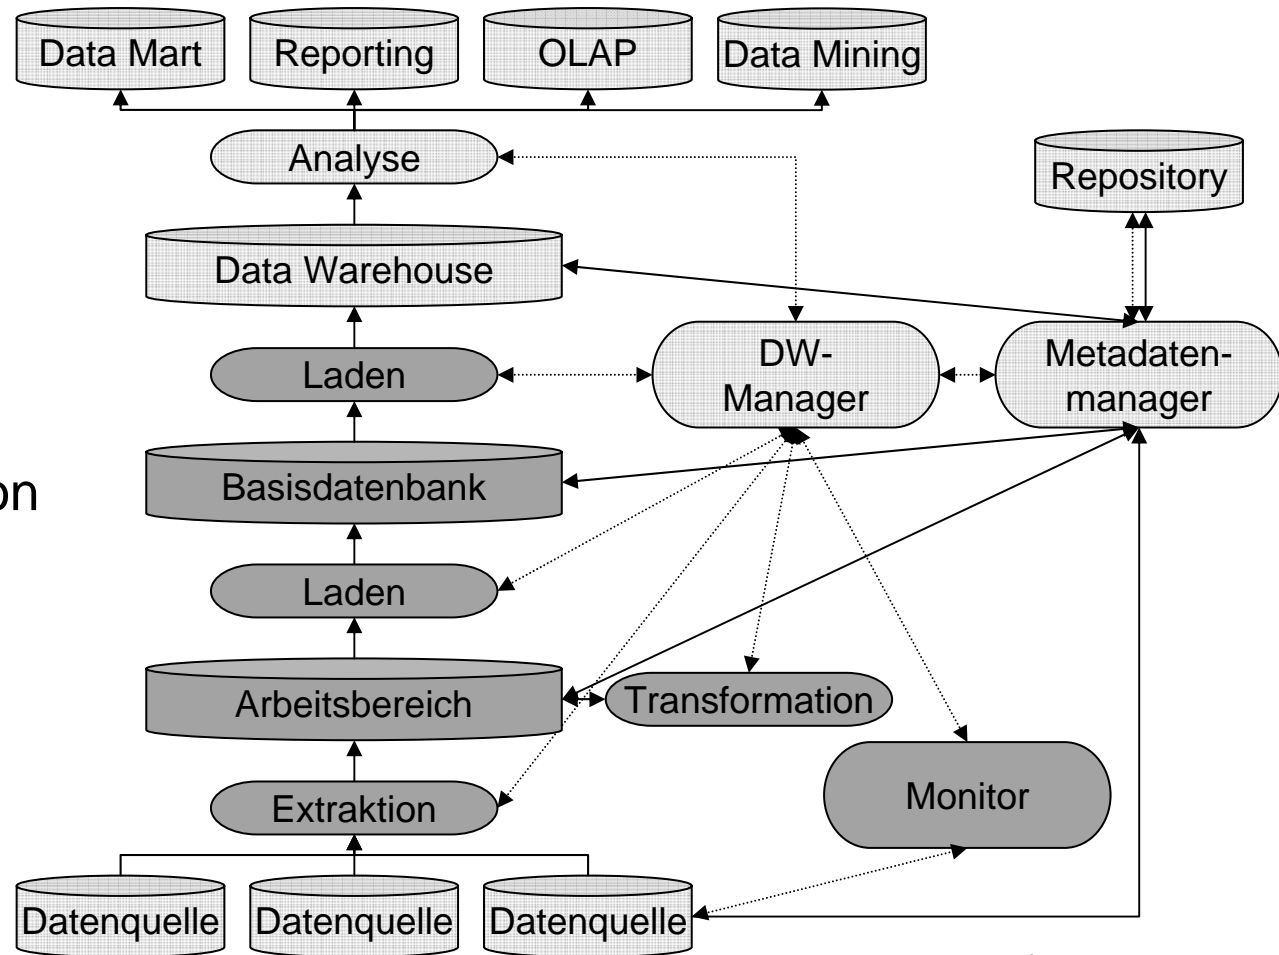 Data Mart
Reporting
OLAP
Data Mining
Analyse
Repository
Data Warehouse
DW-
Manager
Metadaten-
manager
Laden
Basisdatenbank
on
Laden
Arbeitsbereich
Transformation
Extraktion
Monitor
Datenquelle
Datenquelle
Datenquelle